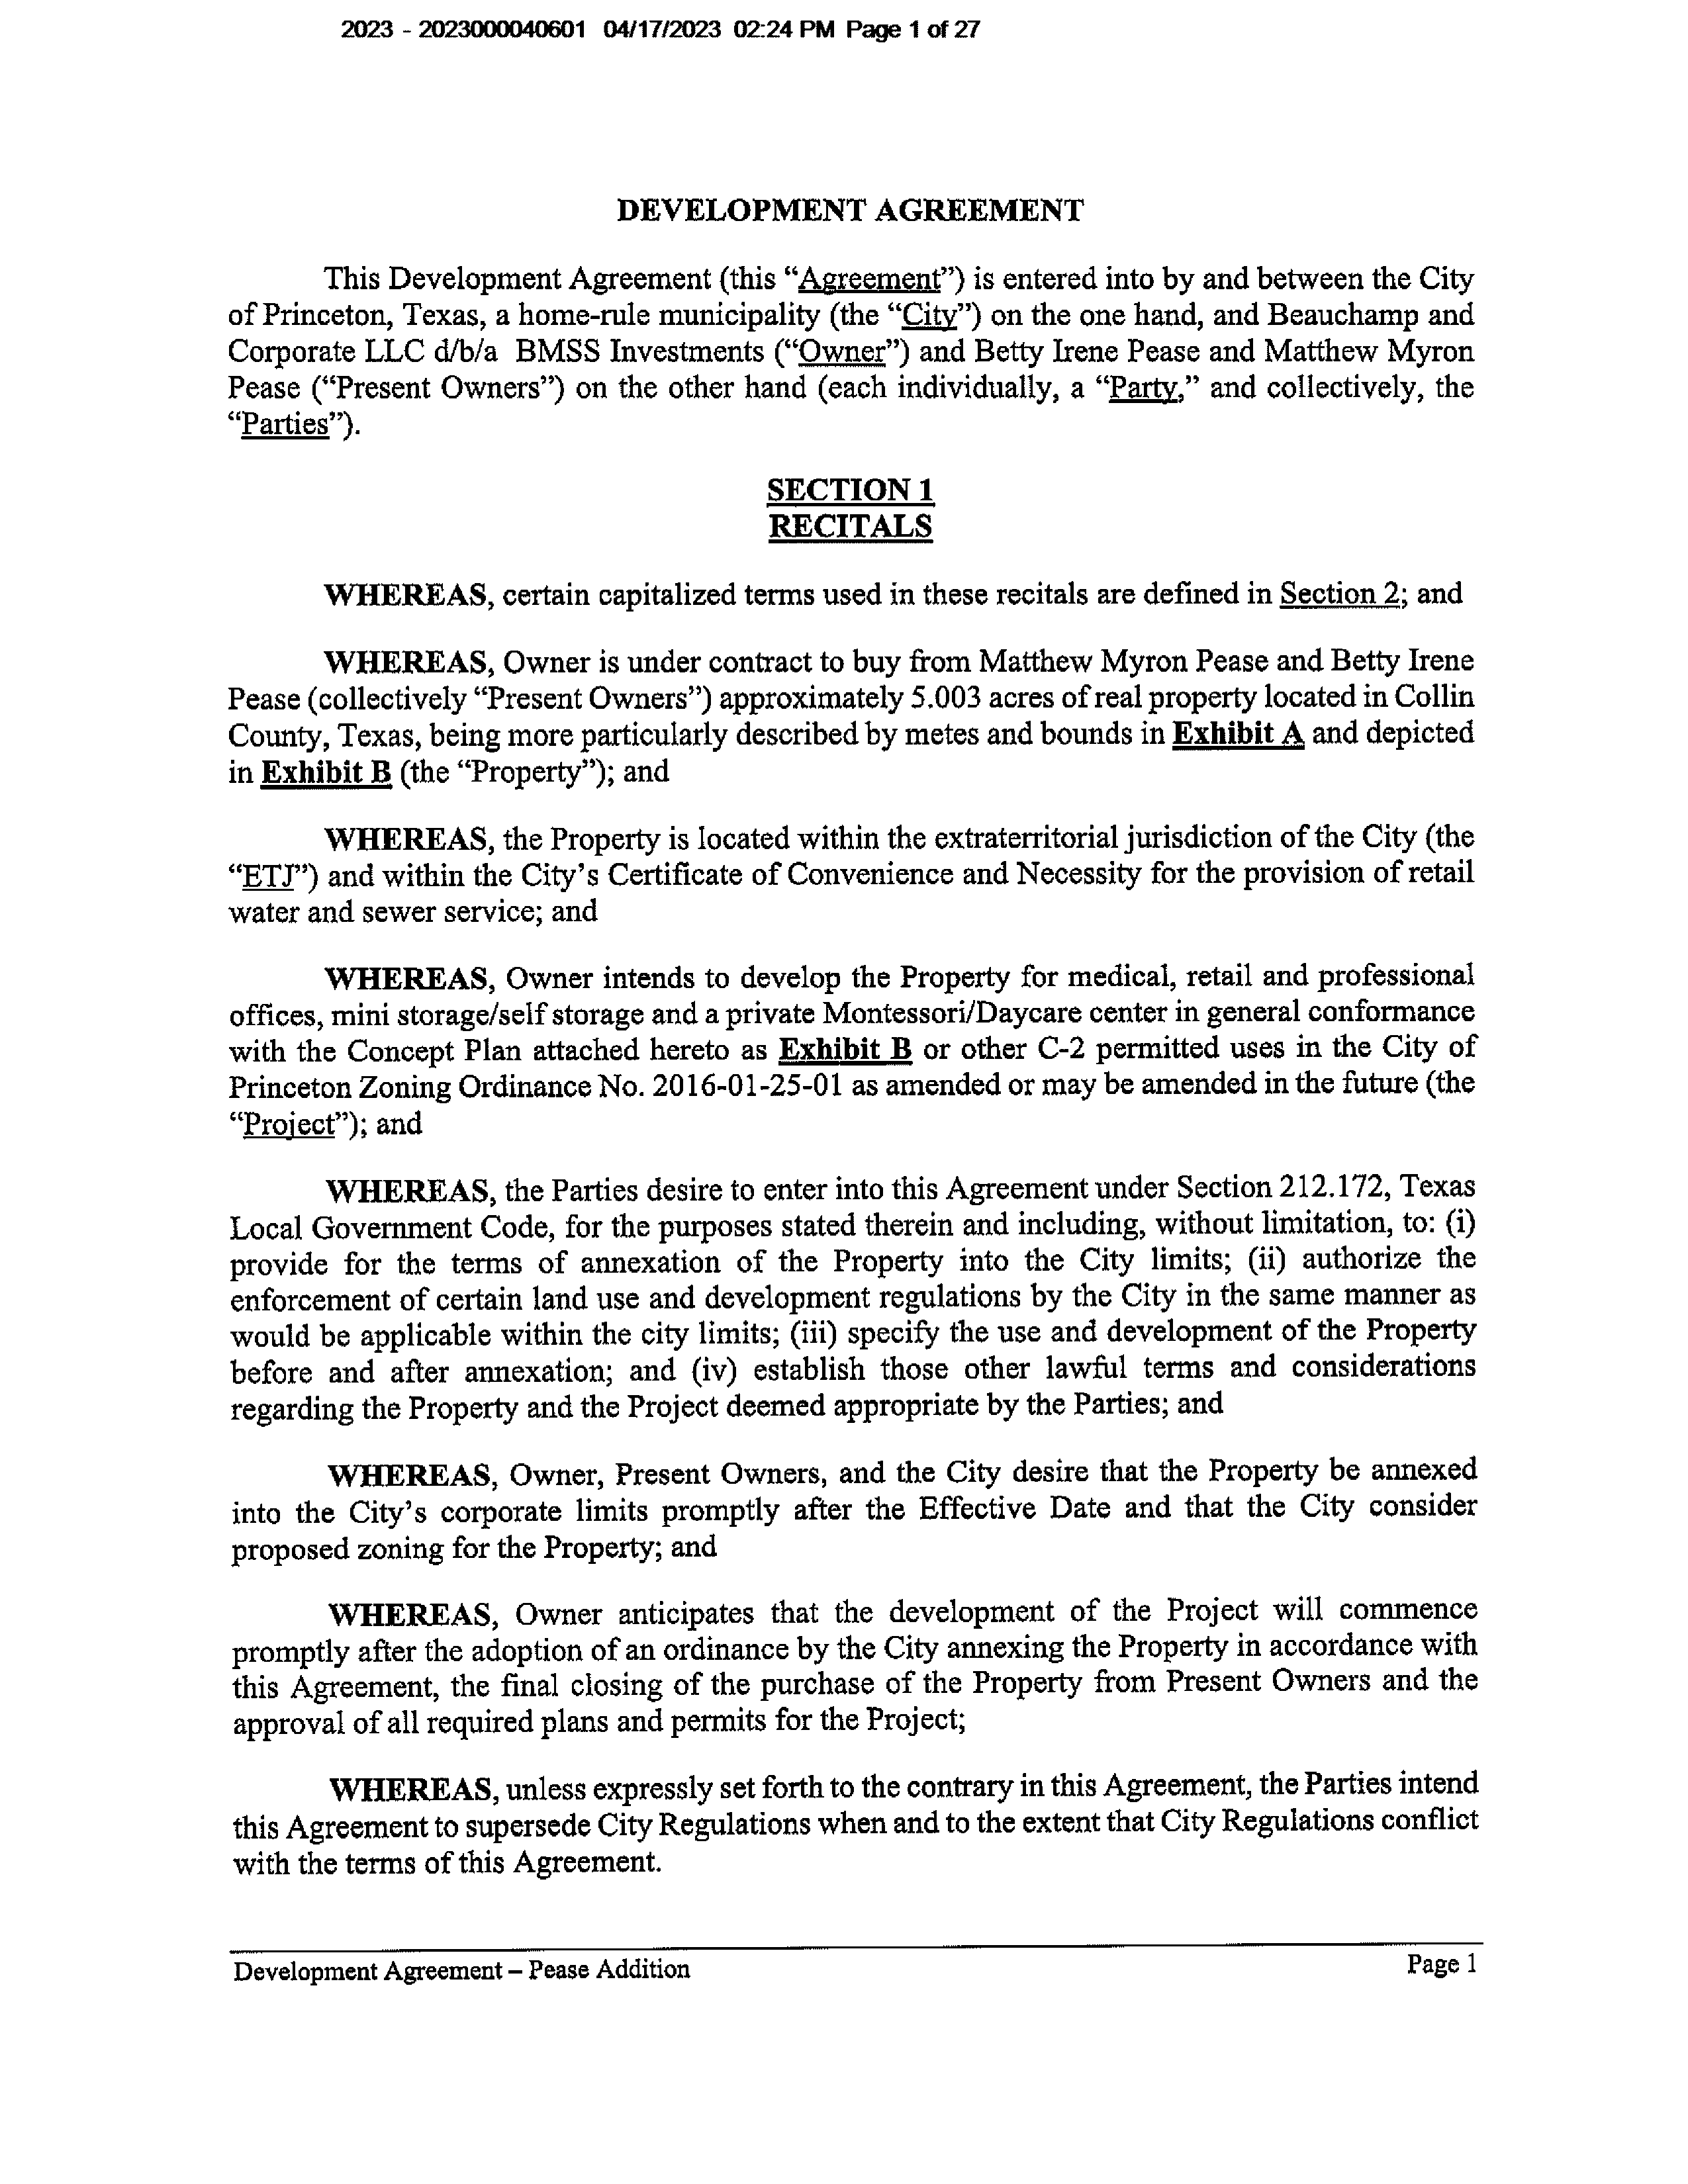 2023 - 2023000040601 04/17/2023 02:24 PM Page 1 of 27
DEVELOPMENT AGREEMENT
This Development Agreement (this “Agreement”) is entered into by and between the City
of Princeton, Texas, a home-rule municipality (the “City”) on the one hand, and Beauchamp and
Corporate LLC d/b/a BMSS Investments (“Owner”) and Betty Irene Pease and Matthew Myron
Pease (“Present Owners”) on the other hand (each individually, a “Party,” and collectively, the
“Parties”).
SECTION 1
RECITALS
WHEREAS, certain capitalized terms used in these recitals are defined in Section 2; and
WHEREAS, Owner is under contract to buy from Matthew Myron Pease and Betty Irene
Pease (collectively “Present Owners”) approximately 5.003 acres of real property located in Collin
County, Texas, being more particularly described by metes and bounds in Exhibit A and depicted
in Exhibit B (the “Property”); and
WHEREAS, the Property is located within the extraterritorial jurisdiction of the City (the
“ETJ”) and within the City’s Certificate of Convenience and Necessity for the provision of retail
water and sewer service; and
WHEREAS, Owner intends to develop the Property for medical, retail and professional
offices, mini storage/self storage and a private Montessori/Daycare center in general conformance
with the Concept Plan attached hereto as Exhibit B or other C-2 permitted uses in the City of
Princeton Zoning Ordinance No. 2016-01-25-01 as amended or may be amended in the future (the
“Project”); and
WHEREAS, the Parties desire to enter into this Agreement under Section 212.172, Texas
Local Government Code, for the purposes stated therein and including, without limitation, to: (i)
provide for the terms of annexation of the Property into the City limits; (ii) authorize the
enforcement of certain land use and development regulations by the City in the same manner as
would be applicable within the city limits; (iii) specify the use and development of the Property
before and after annexation; and (iv) establish those other lawful terms and considerations
regarding the Property and the Project deemed appropriate by the Parties; and
WHEREAS, Owner, Present Owners, and the City desire that the Property be annexed
into the City’s corporate limits promptly after the Effective Date and that the City consider
proposed zoning for the Property; and
WHEREAS, Owner anticipates that the development of the Project will commence
promptly after the adoption of an ordinance by the City annexing the Property in accordance with
this Agreement, the final closing of the purchase of the Property from Present Owners and the
approval of all required plans and permits for the Project;
WHEREAS, unless expressly set forth to the contrary in this Agreement, the Parties intend
this Agreement to supersede City Regulations when and to the extent that City Regulations conflict
with the terms of this Agreement.
Development Agreement – Pease Addition Page 1